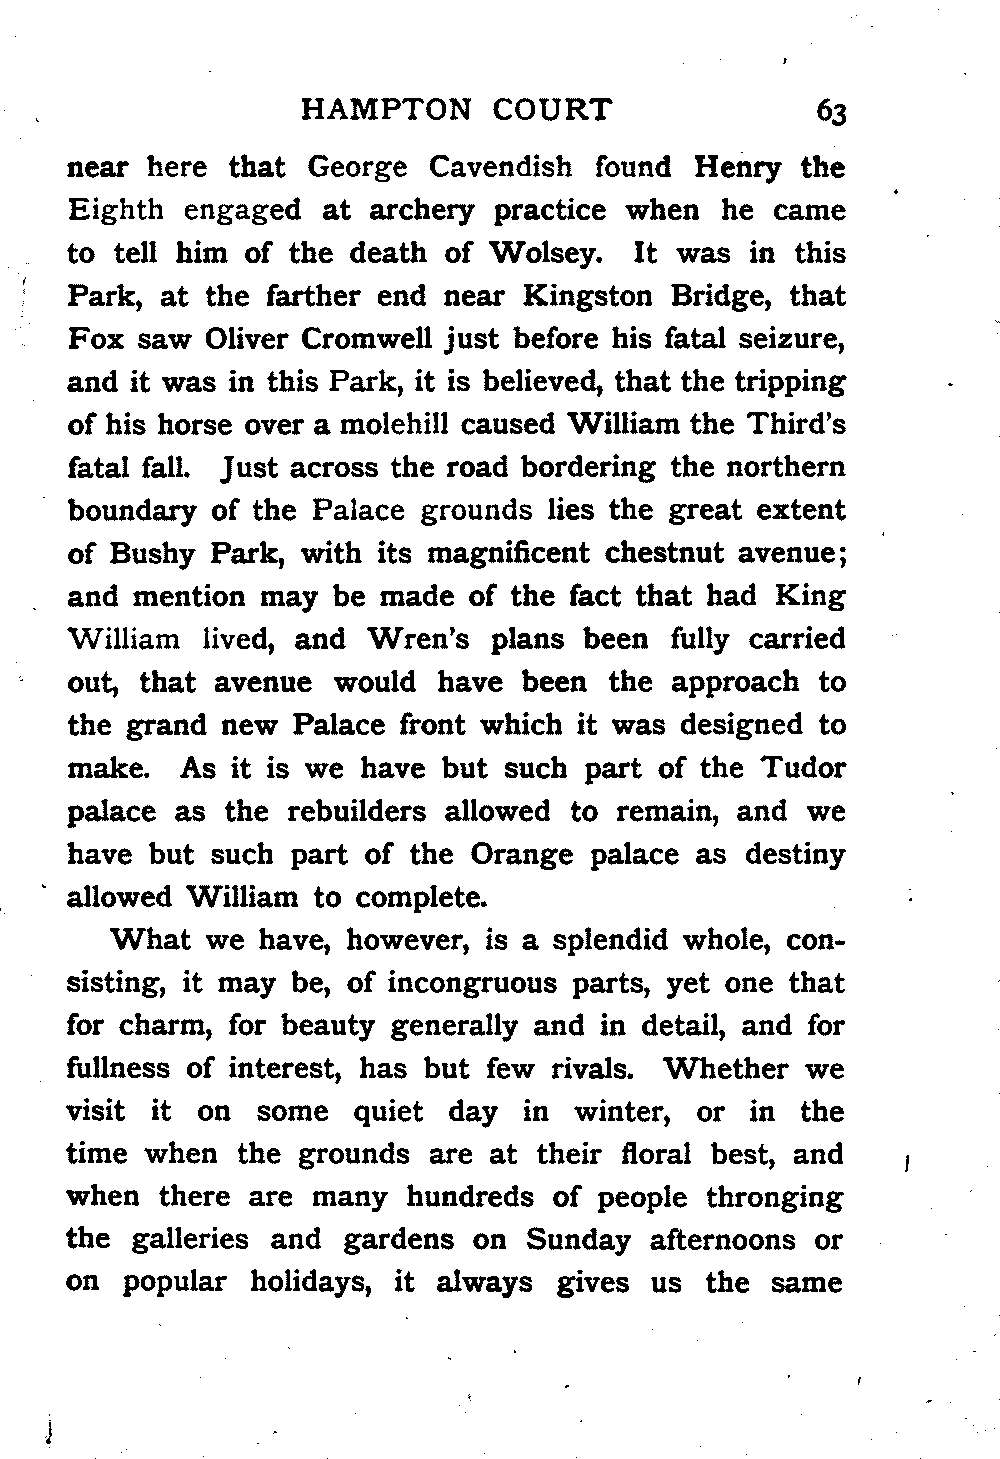 HAMPTON COURT 63
near here that George Cavendish found Henry the
Eighth engaged at archery practice when he came
to tell him of the death of Wolsey. It was in this
Park, at the farther end near Kingston Bridge, that
Fox saw Oliver Cromwell just before his fatal seizure,
and it was in this Park, it is believed, that the tripping
of his horse over a molehill caused William the Third's
fatal fall. Just across the road bordering the northern
boundary of the Palace grounds lies the great extent
of Bushy Park, with its magnificent chestnut avenue;
and mention may be made of the fact that had King
William lived, and Wren's plans been fully carried
out, that avenue would have been the approach to
the grand new Palace front which it was designed to
make. As it is we have but such part of the Tudor
palace as the rebuilders allowed to remain, and we
have but such part of the Orange palace as destiny
allowed William to complete.
What we have, however, is a splendid whole, con-
sisting, it may be, of incongruous parts, yet one that
for charm, for beauty generally and in detail, and for
fullness of interest, has but few rivals. Whether we
visit it on some quiet day in winter, or in the
time when the grounds are at their floral best, and
when there are many hundreds of people thronging
the galleries and gardens on Sunday afternoons or
on popular holidays, it always gives us the same